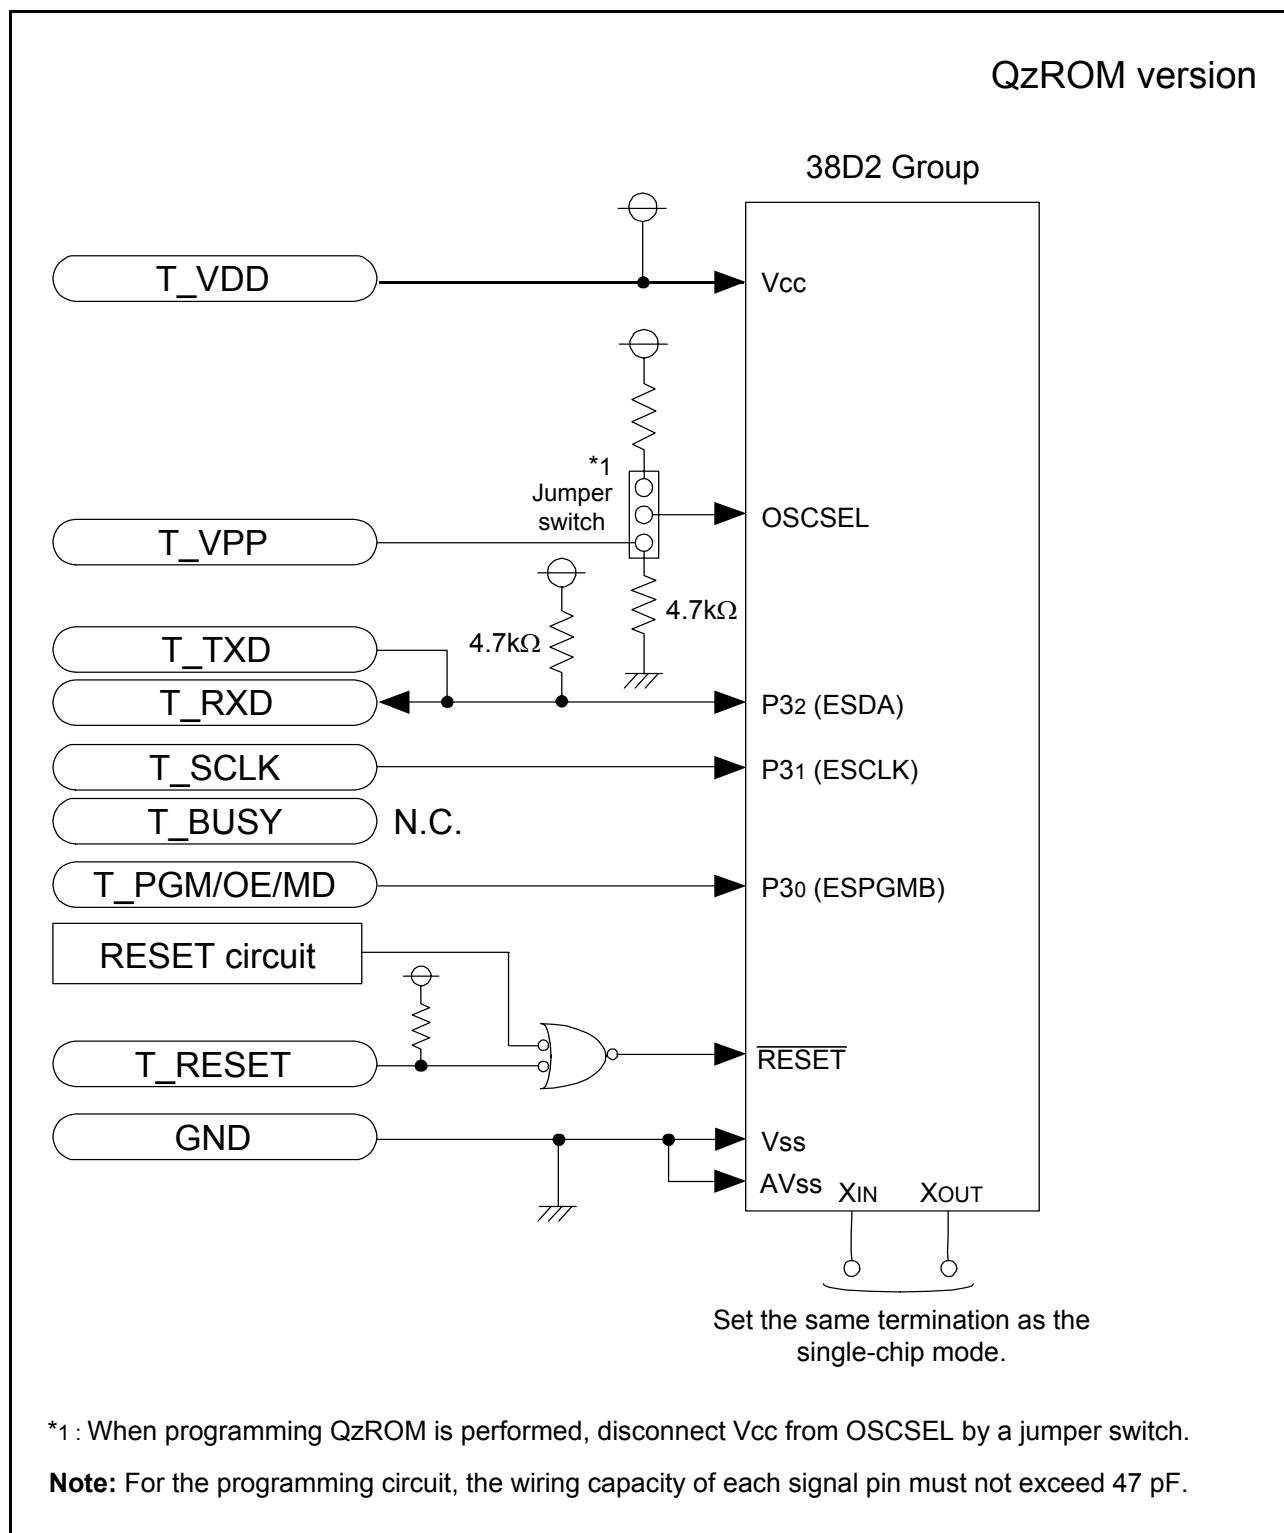 QzROM version
38D2 Group
T_VDD
Vcc
*1
Jumper
switch
T_VPP
OSCSEL
4.7kΩ
4.7kΩ
T_TXD
T_RXD
P32 (ESDA)
T_SCLK
P31 (ESCLK)
T_BUSY N.C.
T_PGM/OE/MD
P30 (ESPGMB)
RESET circuit
T_RESET
RESET
GND
Vss
AVss
XIN XOUT
Set the same termination as the
single-chip mode.
*1 : When programming QzROM is performed, disconnect Vcc from OSCSEL by a jumper switch.
Note: For the programming circuit, the wiring capacity of each signal pin must not exceed 47 pF.